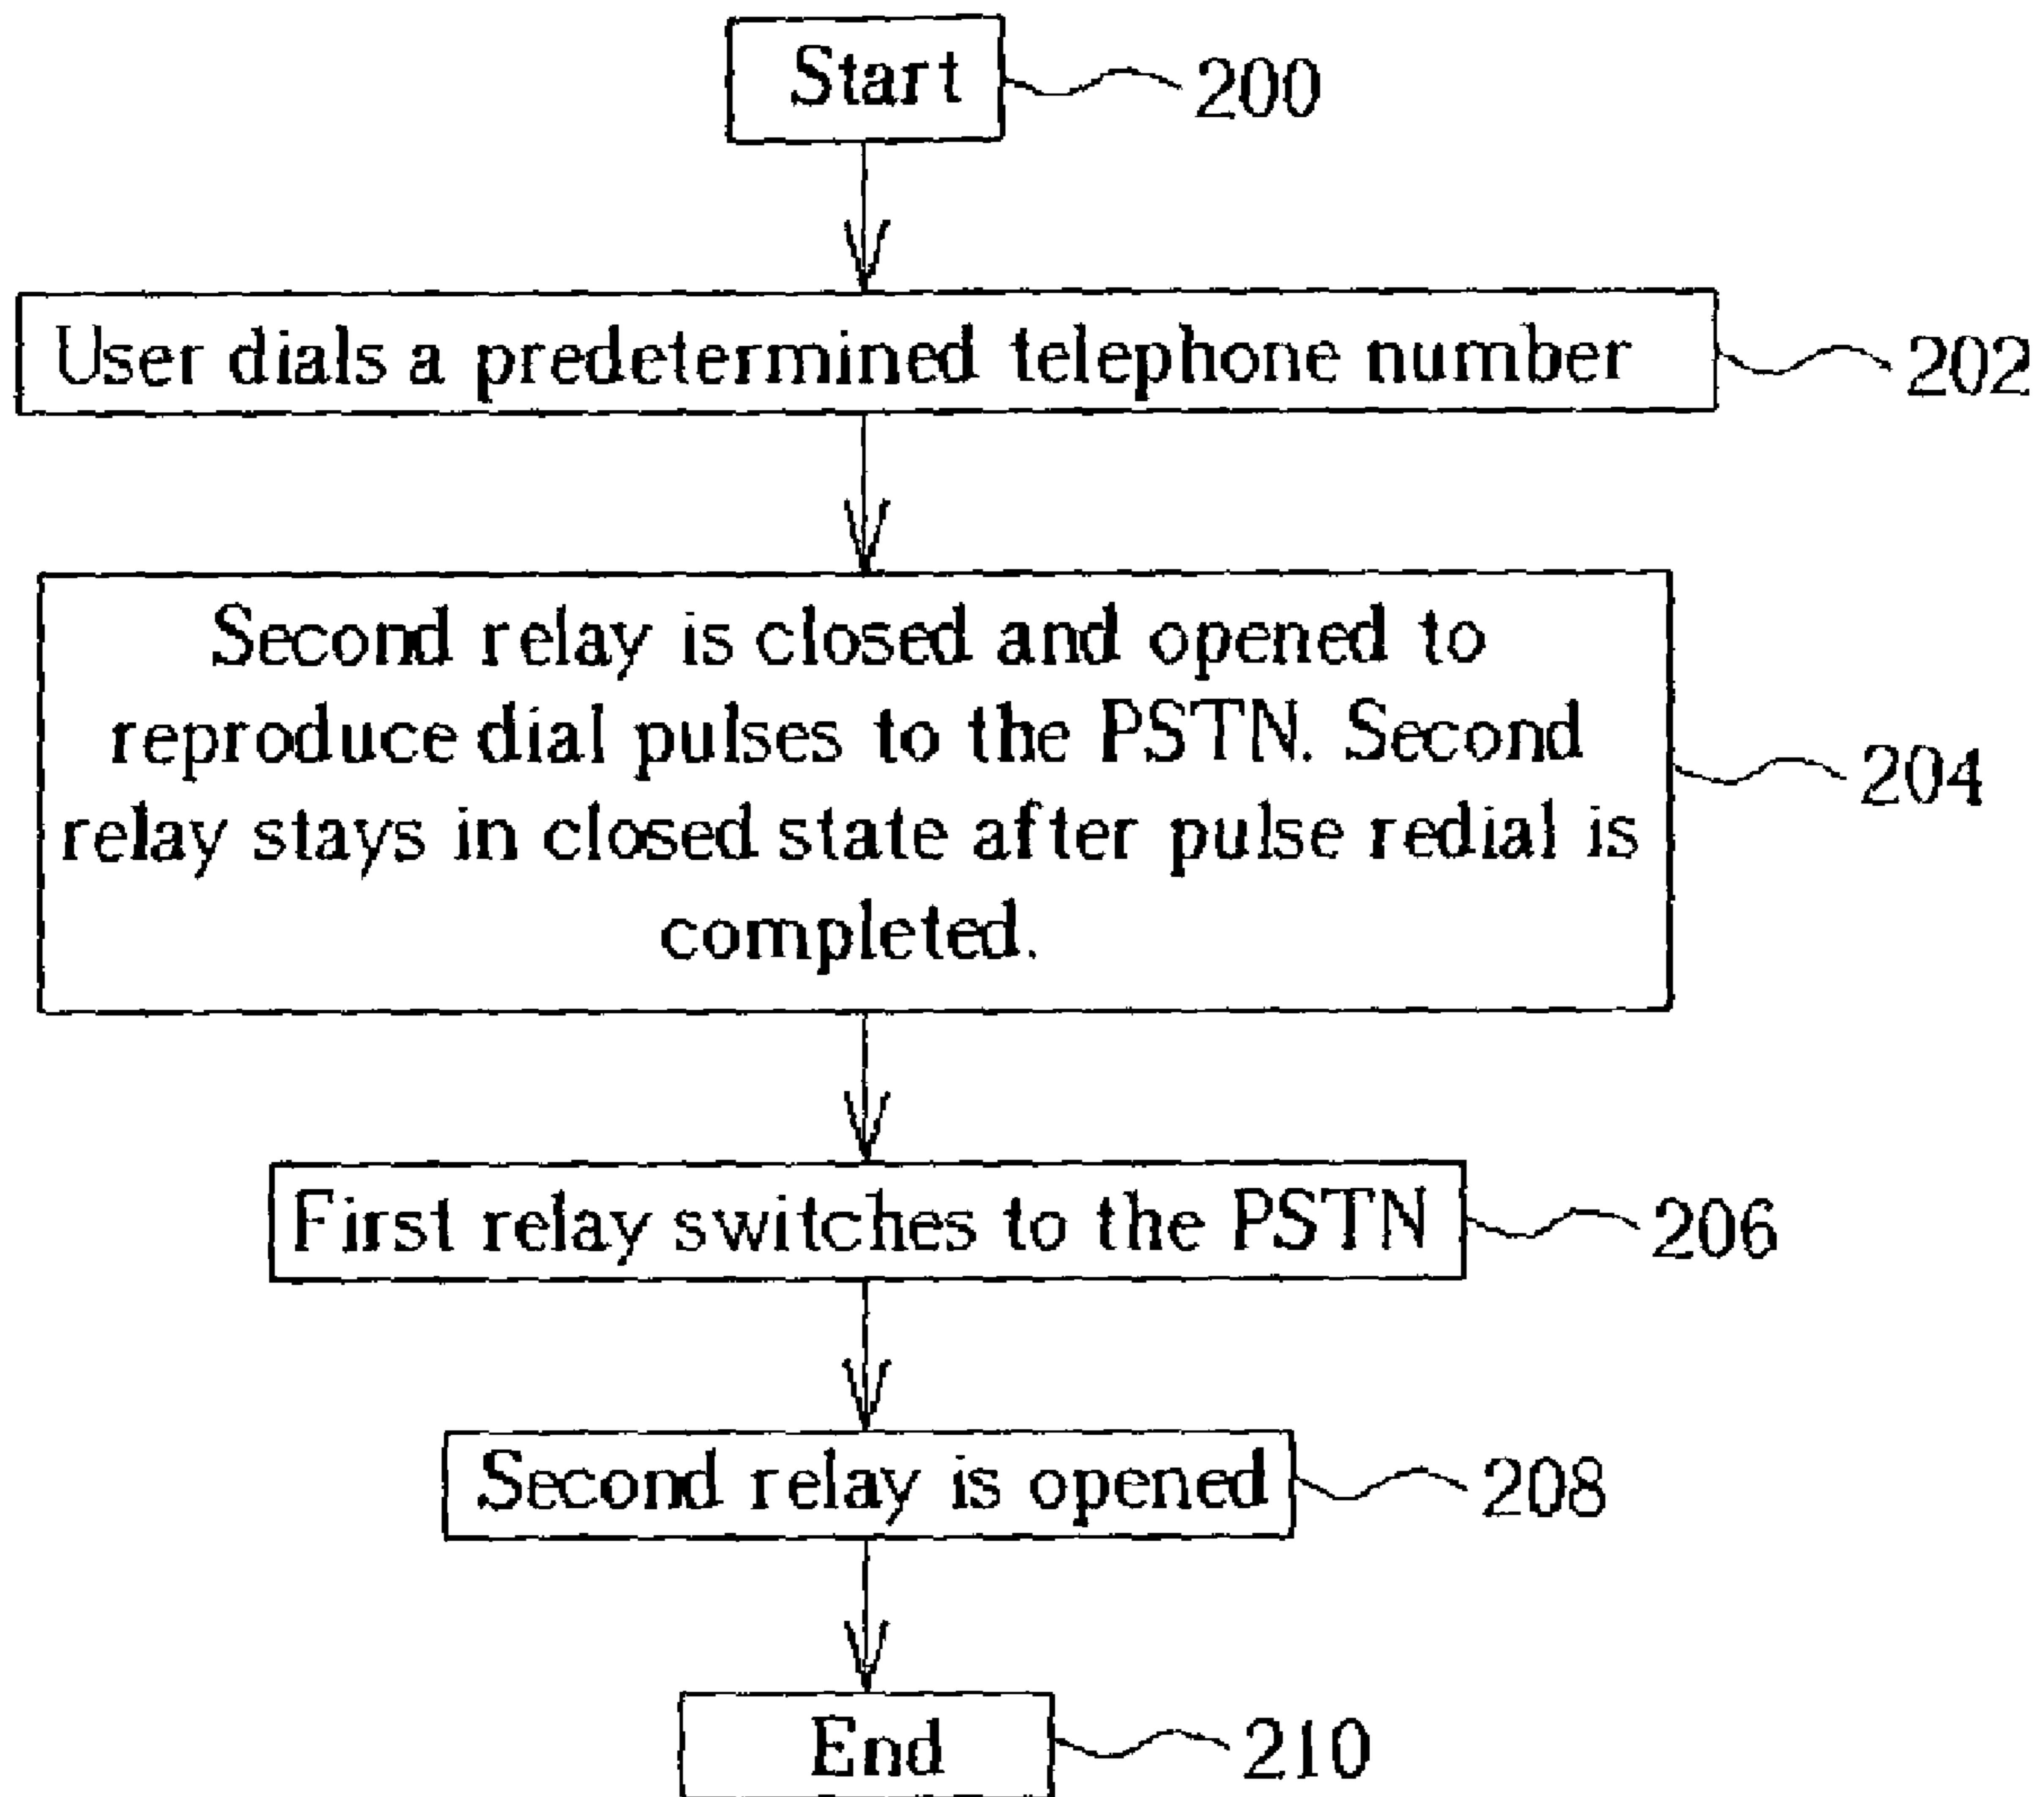 Start
200
User dials a predetermined telephone number
202
Second relay is closed and opened to
reproduce dial pulses to the PSTN. Second
relay stays in closed state after pulse redial is
completed.
204
First relay switches to the PSTN
206
Second relay is opened
208
End
210